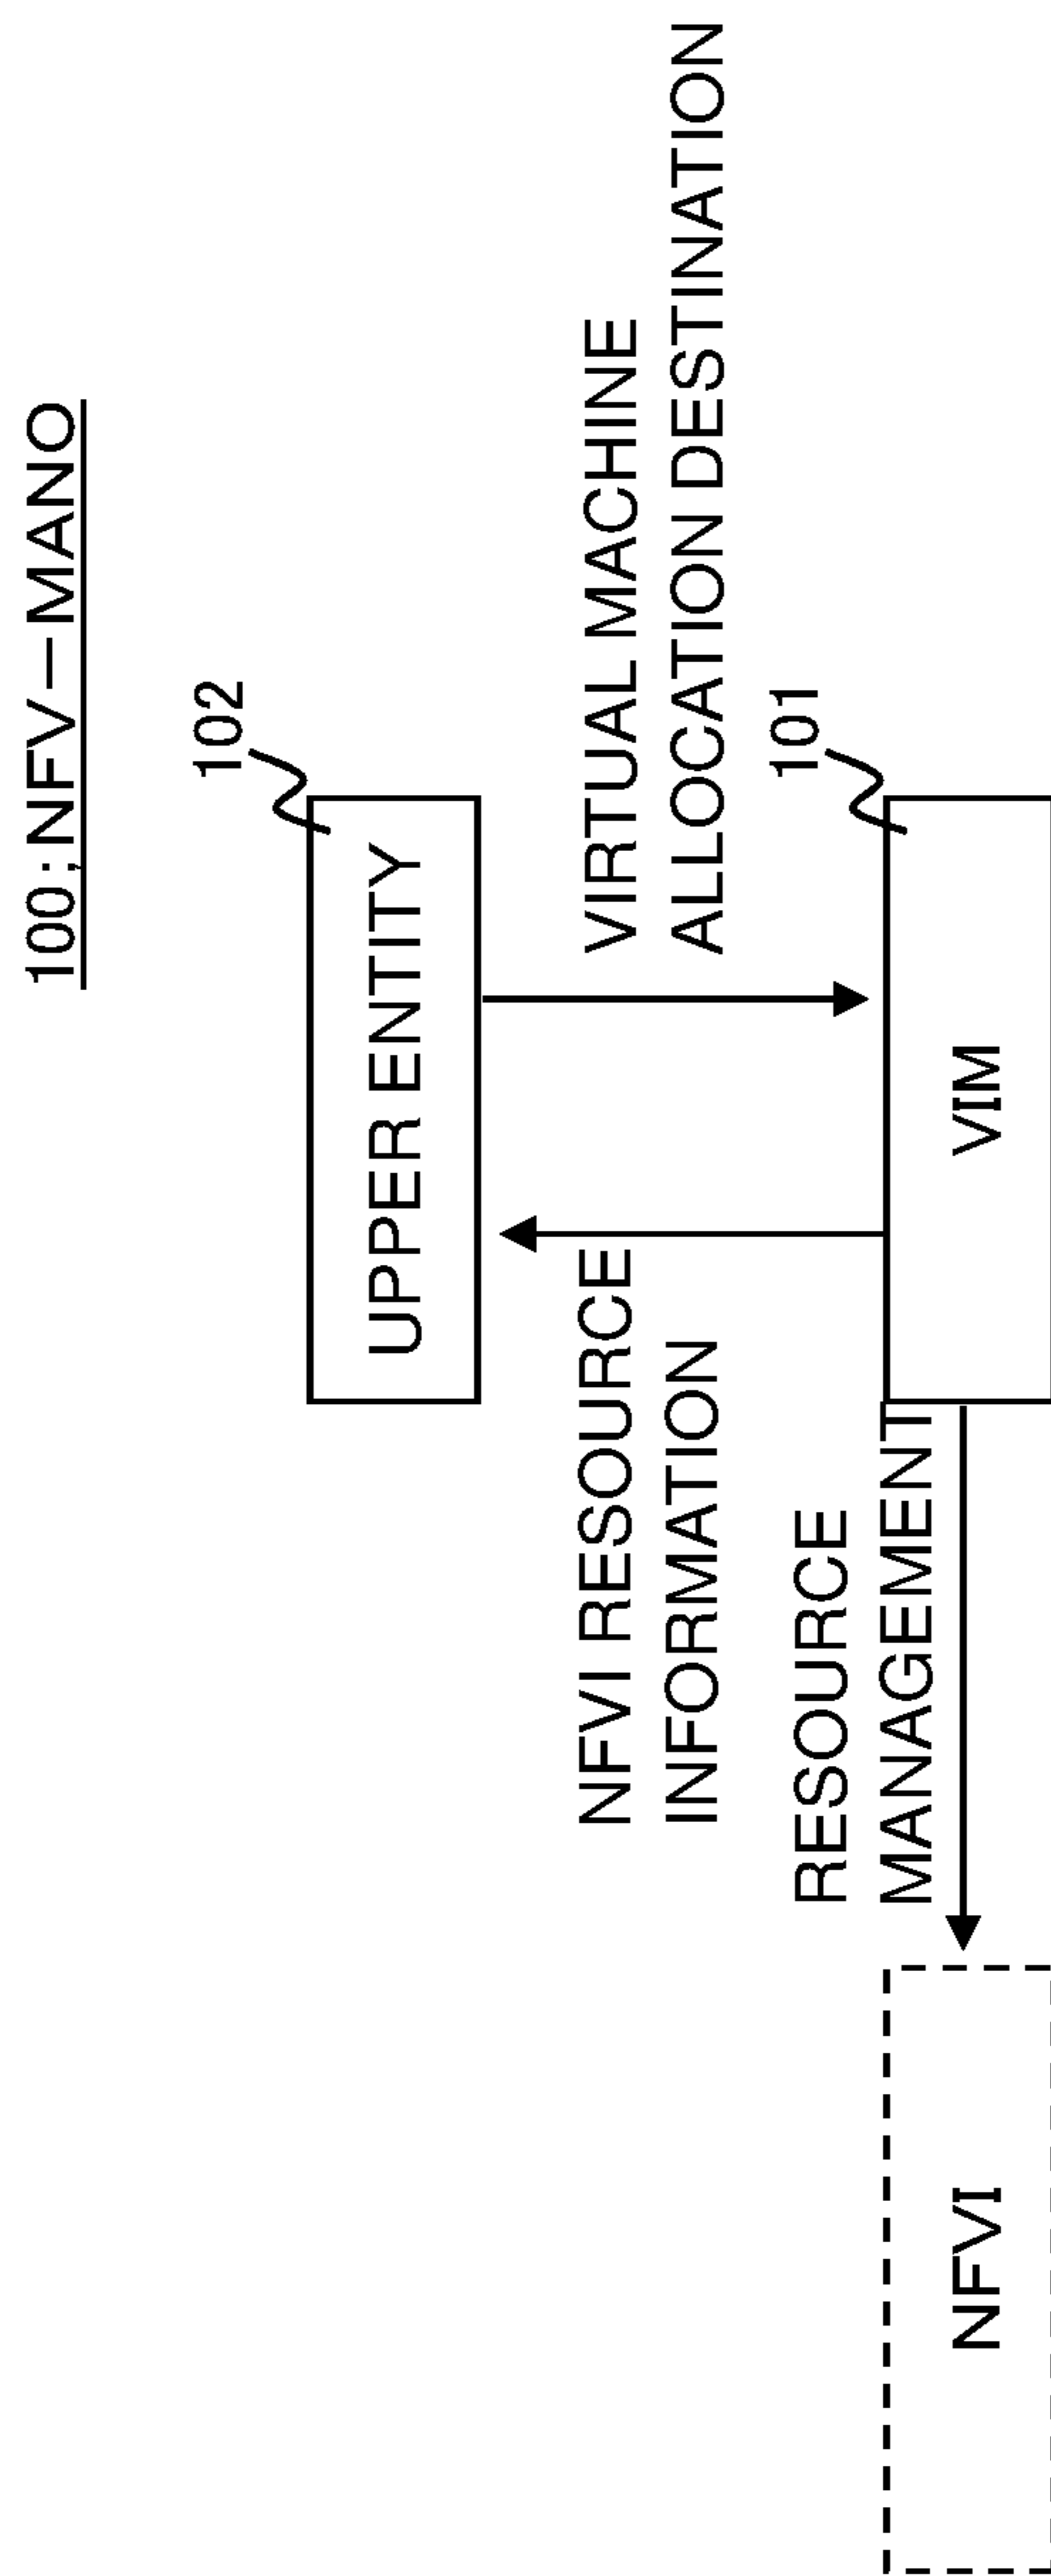 100;NFV-MANO
102
UPPER ENTITY
NFVI RESOURCE
INFORMATION
VIRTUAL MACHINE
ALLOCATION DESTINATION
101
RESOURCE
MANAGEMENT
NFVI
VIM